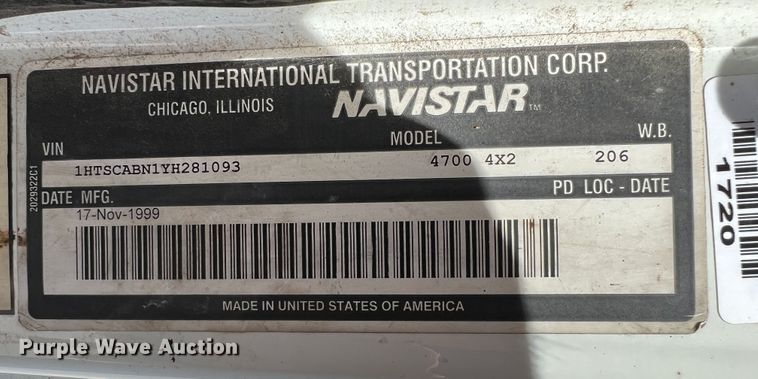 NAVISTAR INTERNATIONAL TRANSPORTATION CORP.
CHICAGO, ILLINOIS NAVISTAR TM
VIN MODEL W.B.
1HTSCABN1YH281093 4700 4X2 206
DATE MFG. PD LOC - DATE
17-Nov-1999
MADE IN UNITED STATES OF AMERICA
2029322C1
1720
Purple Wave Auction